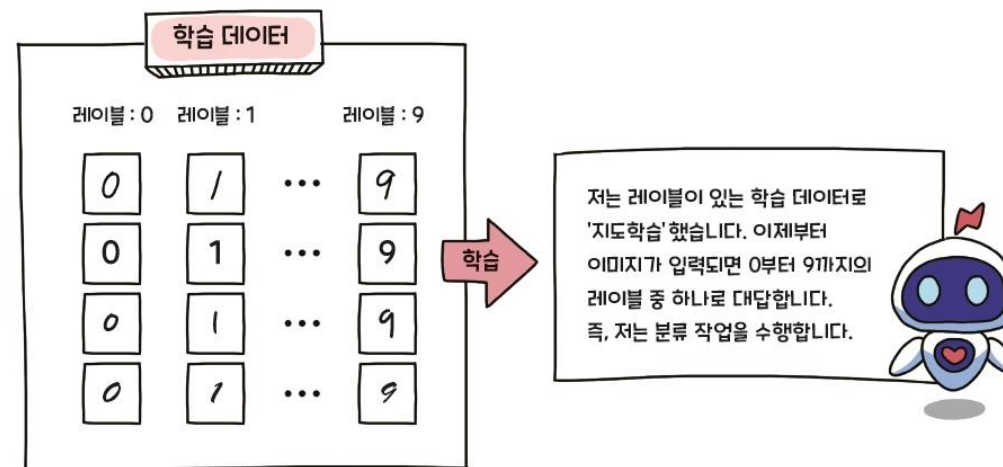 학습 데이터
레이블 : 0 레이블 : 1 레이블 : 9
0 1 ••• 9
0 1 ••• 9
0 1 ••• 9
0 1 ••• 9
학습
저는 레이블이 있는 학습 데이터로
'지도학습'했습니다. 이제부터
이미지가 입력되면 0부터 9까지의
레이블 중 하나로 대답합니다.
즉, 저는 분류 작업을 수행합니다.